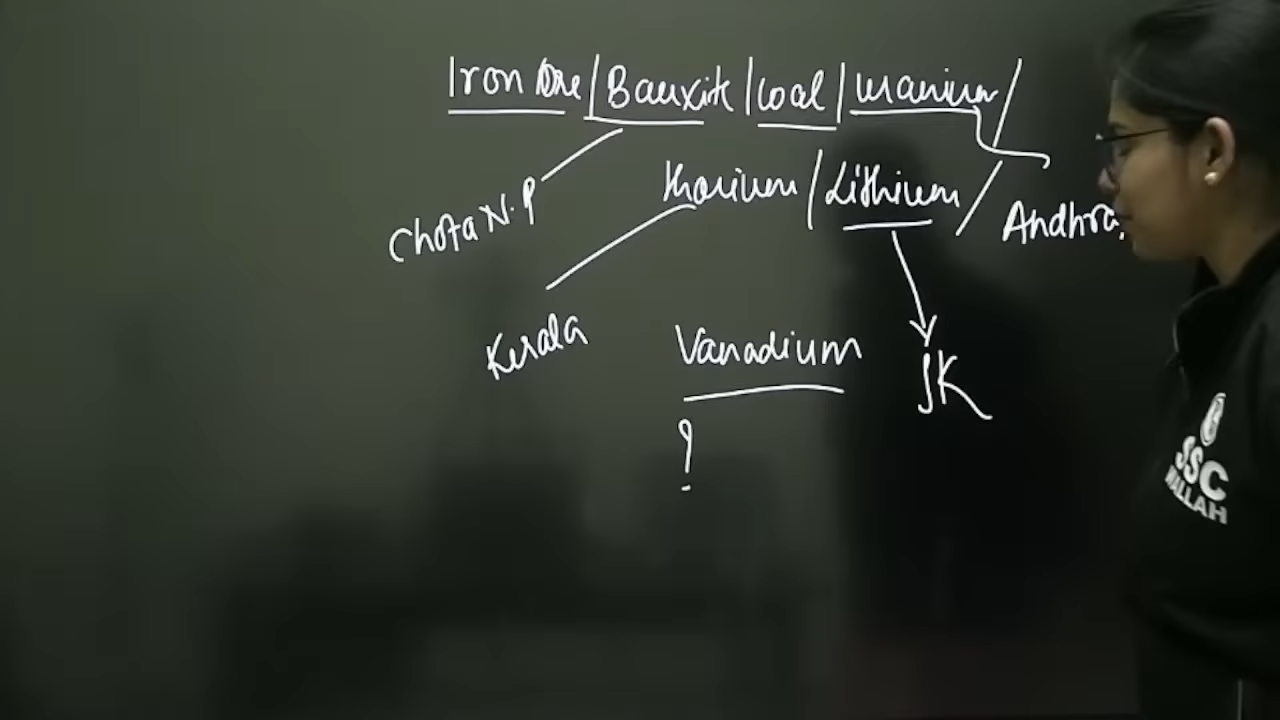 Iron Ore / Bauxite / Coal / Uranium /
Thorium / Lithium /
Chota N.P
Andhra.
Kerala
Vanadium
JK
?
SSC
WALLAH